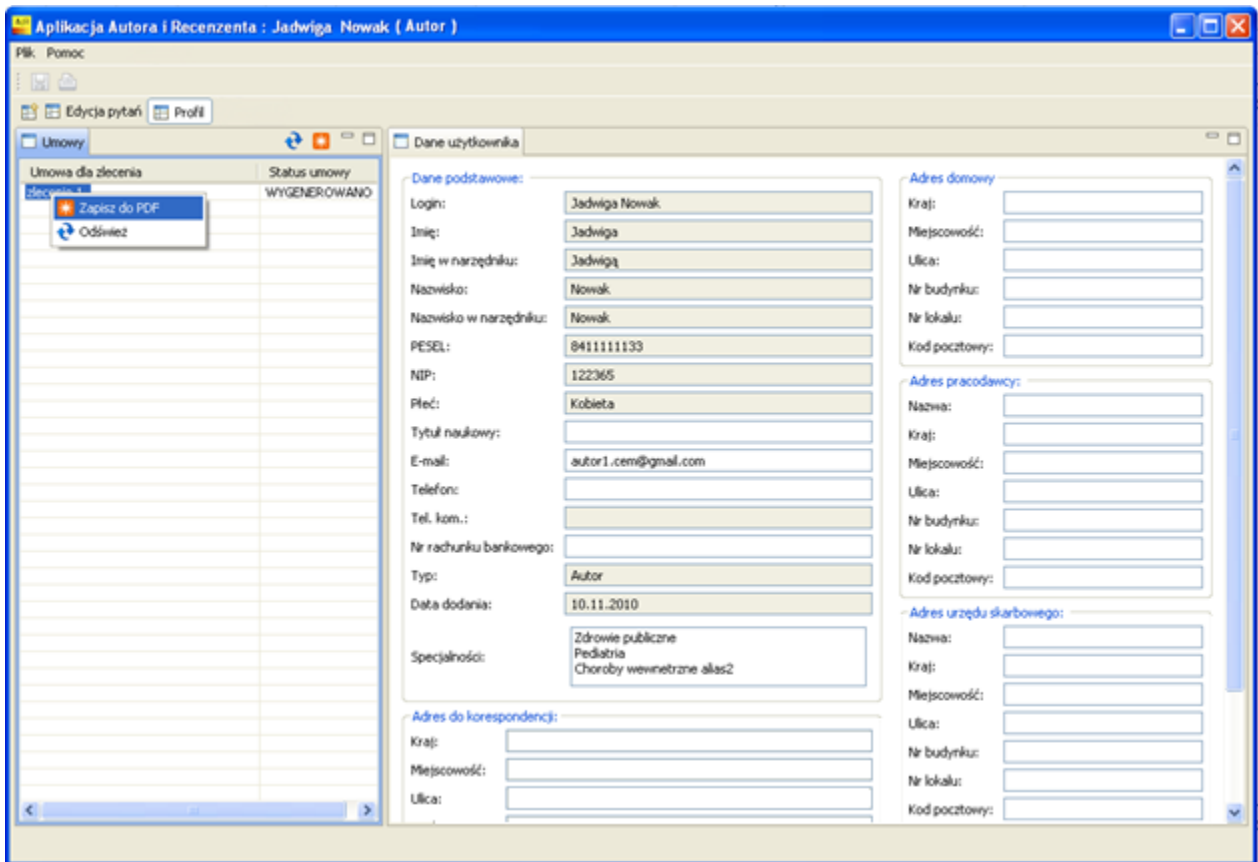 Aplikacja Autora i Recenzenta : Jadwiga Nowak ( Autor )
Plik Pomoc
Edycja pytań Profil
Umowy
Umowa dla zlecenia Status umowy
zlecenie 1 WYGENEROWANO
Zapisz do PDF
Odśwież
Dane użytkownika
Dane podstawowe:
Login: Jadwiga Nowak
Imię: Jadwiga
Imię w narzędniku: Jadwigą
Nazwisko: Nowak
Nazwisko w narzędniku: Nowak
PESEL: 8411111133
NIP: 122365
Płeć: Kobieta
Tytuł naukowy:
E-mail: autor1.cem@gmail.com
Telefon:
Tel. kom.:
Nr rachunku bankowego:
Typ: Autor
Data dodania: 10.11.2010
Specjalności:
Zdrowie publiczne
Pediatria
Choroby wewnetrzne alias2
Adres do korespondencji:
Kraj:
Miejscowość:
Ulica:
Adres domowy
Kraj:
Miejscowość:
Ulica:
Nr budynku:
Nr lokalu:
Kod pocztowy:
Adres pracodawcy:
Nazwa:
Kraj:
Miejscowość:
Ulica:
Nr budynku:
Nr lokalu:
Kod pocztowy:
Adres urzędu skarbowego:
Nazwa:
Kraj:
Miejscowość:
Ulica:
Nr budynku:
Nr lokalu:
Kod pocztowy: